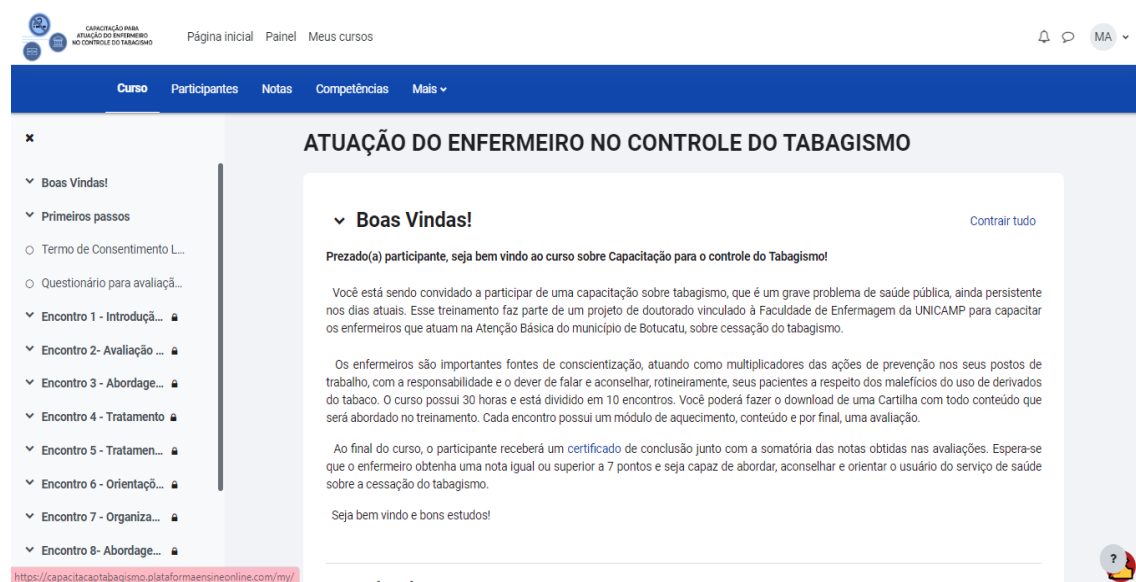 CAPACITAÇÃO PARA
ATUAÇÃO DO ENFERMEIRO
NO CONTROLE DO TABAGISMO
Página inicial Painel Meus cursos
MA
Curso Participantes Notas Competências Mais
ATUAÇÃO DO ENFERMEIRO NO CONTROLE DO TABAGISMO
Boas Vindas!
Primeiros passos
Termo de Consentimento L...
Questionário para avaliaçã...
Encontro 1 - Introduçã...
Encontro 2- Avaliação ...
Encontro 3 - Abordage...
Encontro 4 - Tratamento
Encontro 5 - Tratamen...
Encontro 6 - Orientaçõ...
Encontro 7 - Organiza...
Encontro 8- Abordage...
https://capacitacaotabagismo.plataformaensineonline.com/my/
Boas Vindas!
Contrair tudo
Prezado(a) participante, seja bem vindo ao curso sobre Capacitação para o controle do Tabagismo!
Você está sendo convidado a participar de uma capacitação sobre tabagismo, que é um grave problema de saúde pública, ainda persistente
nos dias atuais. Esse treinamento faz parte de um projeto de doutorado vinculado à Faculdade de Enfermagem da UNICAMP para capacitar
os enfermeiros que atuam na Atenção Básica do município de Botucatu, sobre cessação do tabagismo.
Os enfermeiros são importantes fontes de conscientização, atuando como multiplicadores das ações de prevenção nos seus postos de
trabalho, com a responsabilidade e o dever de falar e aconselhar, rotineiramente, seus pacientes a respeito dos malefícios do uso de derivados
do tabaco. O curso possui 30 horas e está dividido em 10 encontros. Você poderá fazer o download de uma Cartilha com todo conteúdo que
será abordado no treinamento. Cada encontro possui um módulo de aquecimento, conteúdo e por final, uma avaliação.
Ao final do curso, o participante receberá um certificado de conclusão junto com a somatória das notas obtidas nas avaliações. Espera-se
que o enfermeiro obtenha uma nota igual ou superior a 7 pontos e seja capaz de abordar, aconselhar e orientar o usuário do serviço de saúde
sobre a cessação do tabagismo.
Seja bem vindo e bons estudos!
?